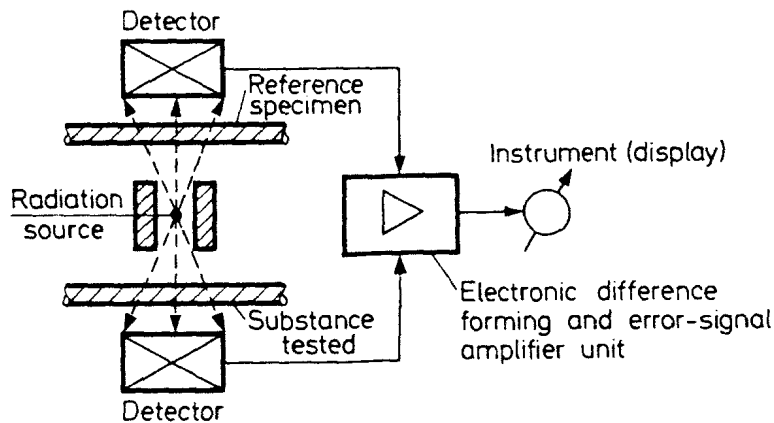 Detector
Reference
specimen
Instrument (display)
Radiation
source
Electronic difference
forming and error-signal
amplifier unit
Substance
tested
Detector